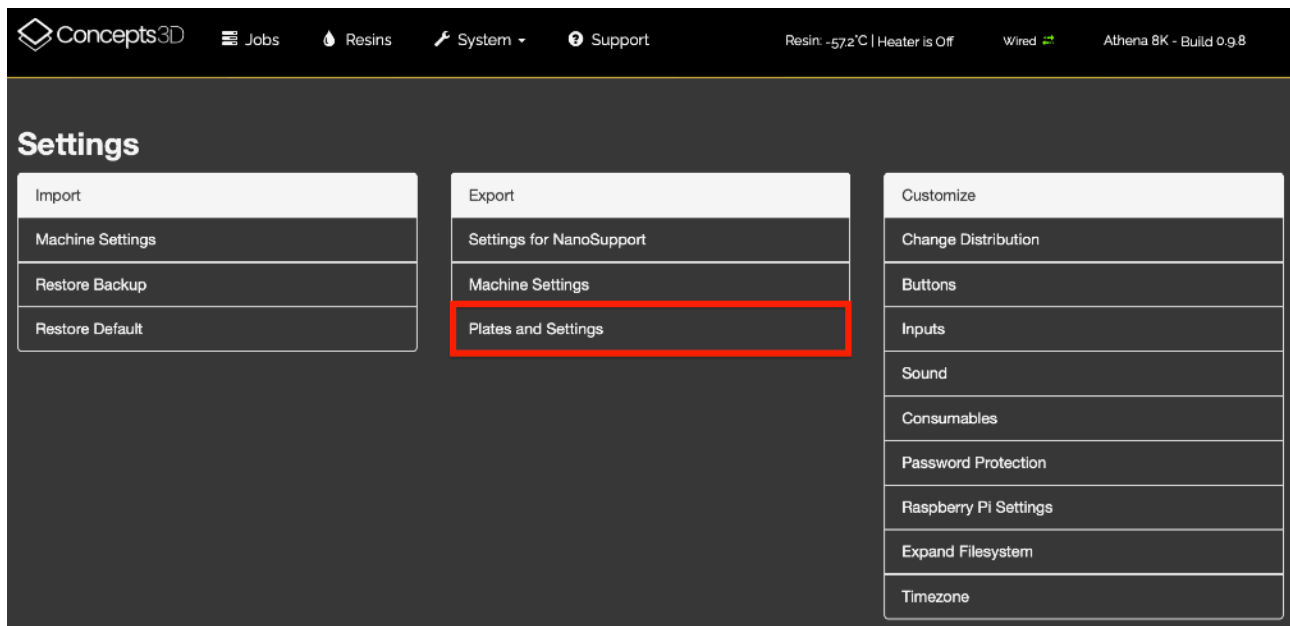 Concepts3D Jobs Resins System Support Resin: -57.2°C | Heater is Off Wired Athena 8K - Build 0.9.8
Settings
Import
Machine Settings
Restore Backup
Restore Default
Export
Settings for NanoSupport
Machine Settings
Plates and Settings
Customize
Change Distribution
Buttons
Inputs
Sound
Consumables
Password Protection
Raspberry Pi Settings
Expand Filesystem
Timezone